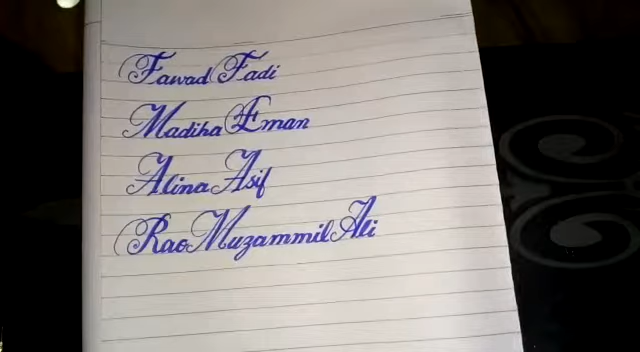 Fawad Fadi
Madiha Eman
Alina Asif
Rao Muzammil Ali